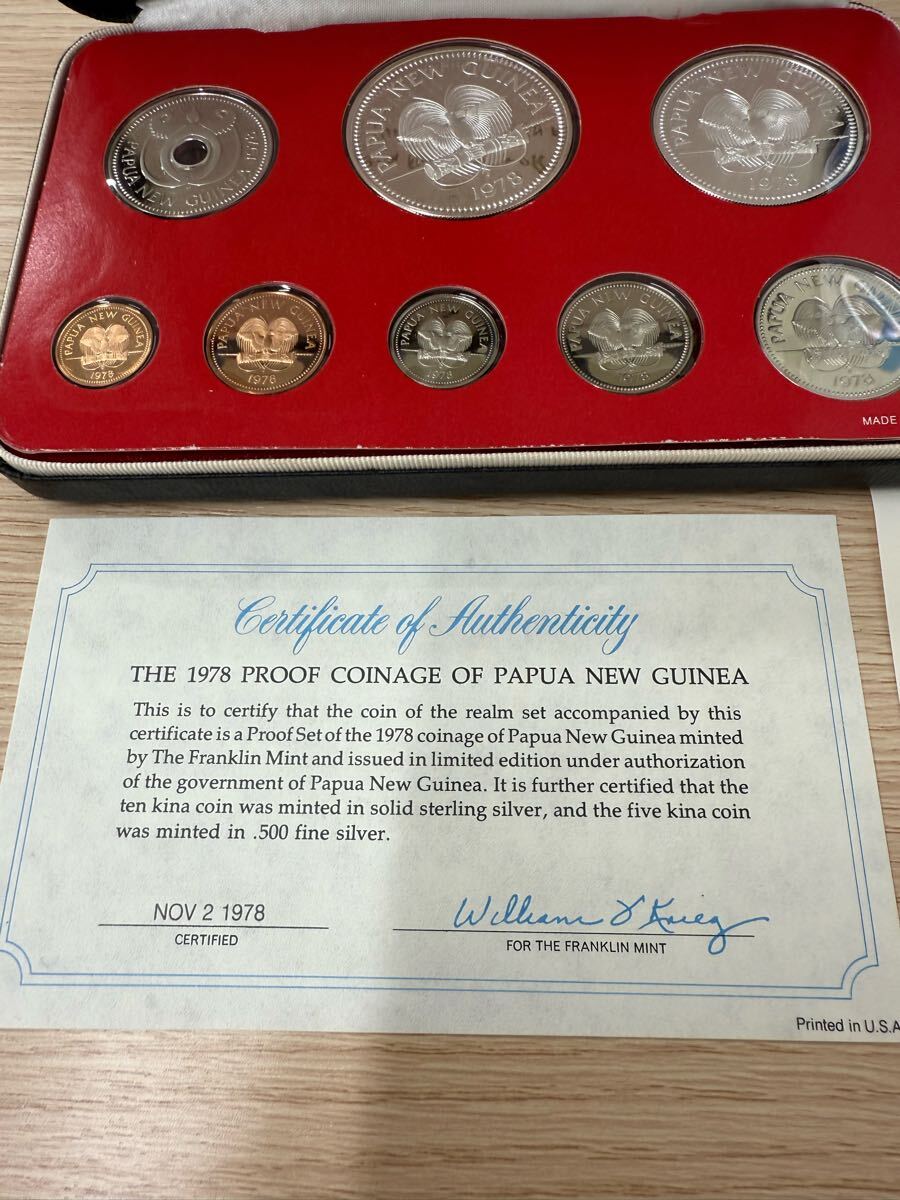 PAPUA NEW GUINEA 1978
PAPUA NEW GUINEA
1978
PAPUA NEW GUINEA
1978
PAPUA NEW GUINEA
1978
PAPUA NEW GUINEA
1978
PAPUA NEW GUINEA
1978
PAPUA NEW GUINEA
1978
PAPUA NEW GUINEA
1978
MADE
Certificate of Authenticity
THE 1978 PROOF COINAGE OF PAPUA NEW GUINEA
This is to certify that the coin of the realm set accompanied by this
certificate is a Proof Set of the 1978 coinage of Papua New Guinea minted
by The Franklin Mint and issued in limited edition under authorization
of the government of Papua New Guinea. It is further certified that the
ten kina coin was minted in solid sterling silver, and the five kina coin
was minted in .500 fine silver.
NOV 2 1978
CERTIFIED
William Krieg
FOR THE FRANKLIN MINT
Printed in U.S.A